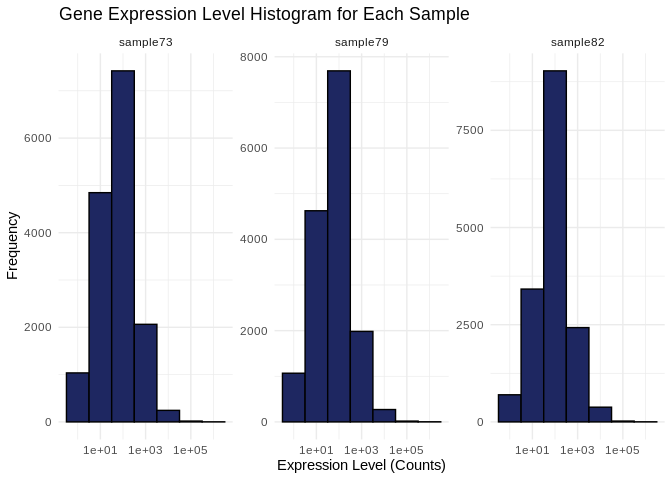 Gene Expression Level Histogram for Each Sample
sample73
sample79
sample82
Frequency
6000
4000
2000
0
8000
6000
4000
2000
0
7500
5000
2500
0
1e+01 1e+03 1e+05
1e+01 1e+03 1e+05
1e+01 1e+03 1e+05
Expression Level (Counts)